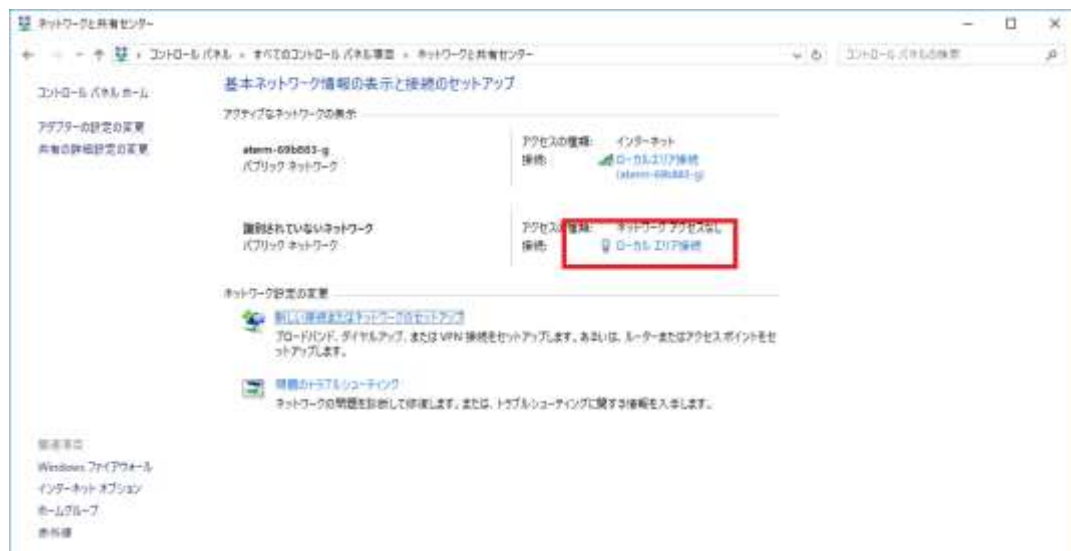 ネットワークと共有センター
コントロール パネル › すべてのコントロール パネル項目 › ネットワークと共有センター
コントロール パネルの検索
コントロール パネル ホーム
アダプターの設定の変更
共有の詳細設定の変更
基本ネットワーク情報の表示と接続のセットアップ
アクティブなネットワークの表示
aterm-69b883-g
パブリック ネットワーク
アクセスの種類: インターネット
接続: ローカル エリア接続
(aterm-69b883-g)
識別されていないネットワーク
パブリック ネットワーク
アクセスの種類: ネットワーク アクセスなし
接続: ローカル エリア接続
ネットワーク設定の変更
新しい接続またはネットワークのセットアップ
ブロードバンド、ダイヤルアップ、または VPN 接続をセットアップします。あるいは、ルーターまたはアクセス ポイントをセ
ットアップします。
問題のトラブルシューティング
ネットワークの問題を診断して修復します。または、トラブルシューティングに関する情報を入手します。
関連項目
Windows ファイアウォール
インターネット オプション
ホームグループ
赤外線